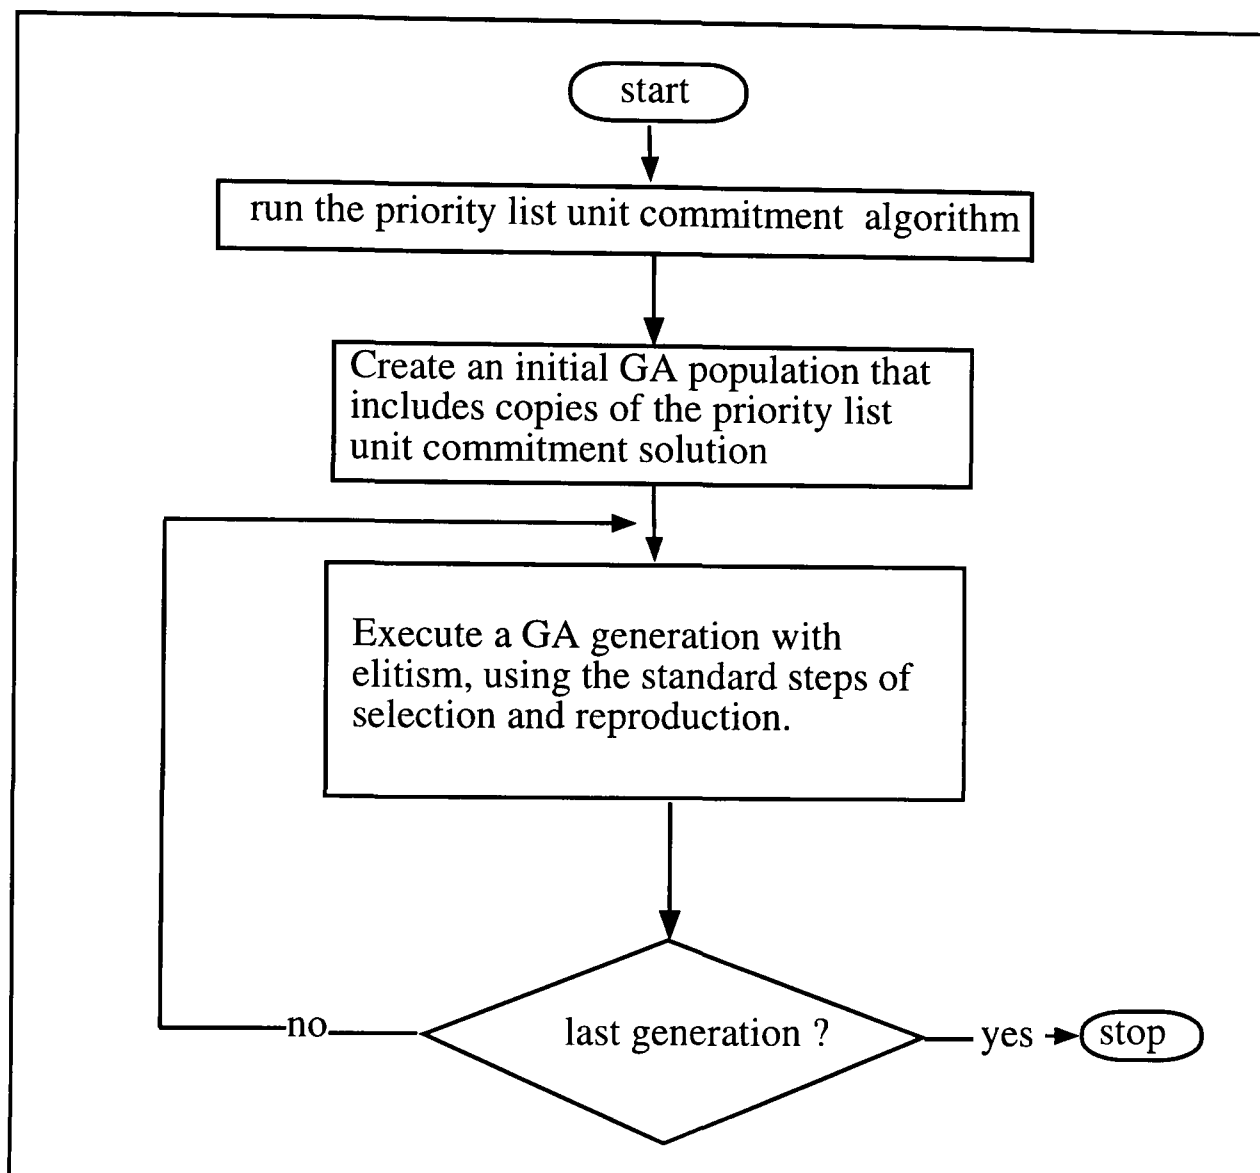 start
run the priority list unit commitment algorithm
Create an initial GA population that
includes copies of the priority list
unit commitment solution
Execute a GA generation with
elitism, using the standard steps of
selection and reproduction.
last generation ?
no
yes
stop